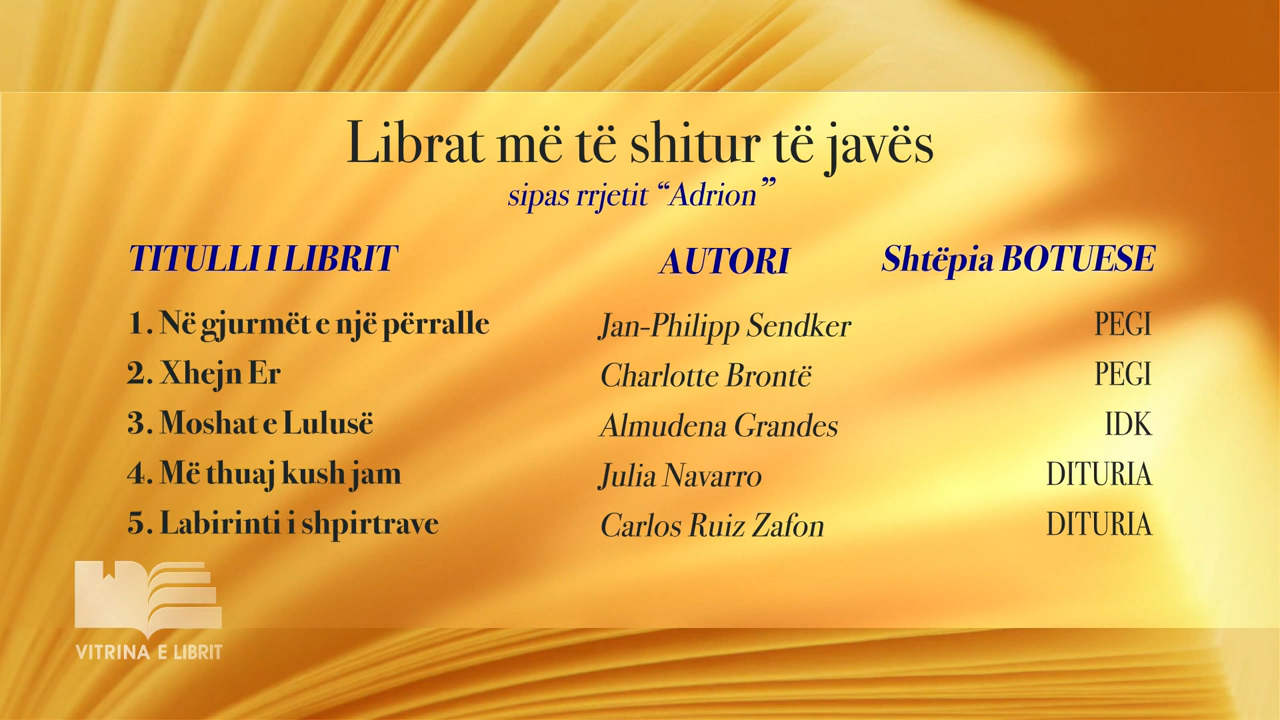 Librat më të shitur të javës
sipas rrjetit “Adrion”
TITULLI I LIBRIT AUTORI Shtëpia BOTUESE
1. Në gjurmët e një përralle Jan-Philipp Sendker PEGI
2. Xhejn Er Charlotte Brontë PEGI
3. Moshat e Lulusë Almudena Grandes IDK
4. Më thuaj kush jam Julia Navarro DITURIA
5. Labirinti i shpirtrave Carlos Ruiz Zafon DITURIA
VITRINA E LIBRIT